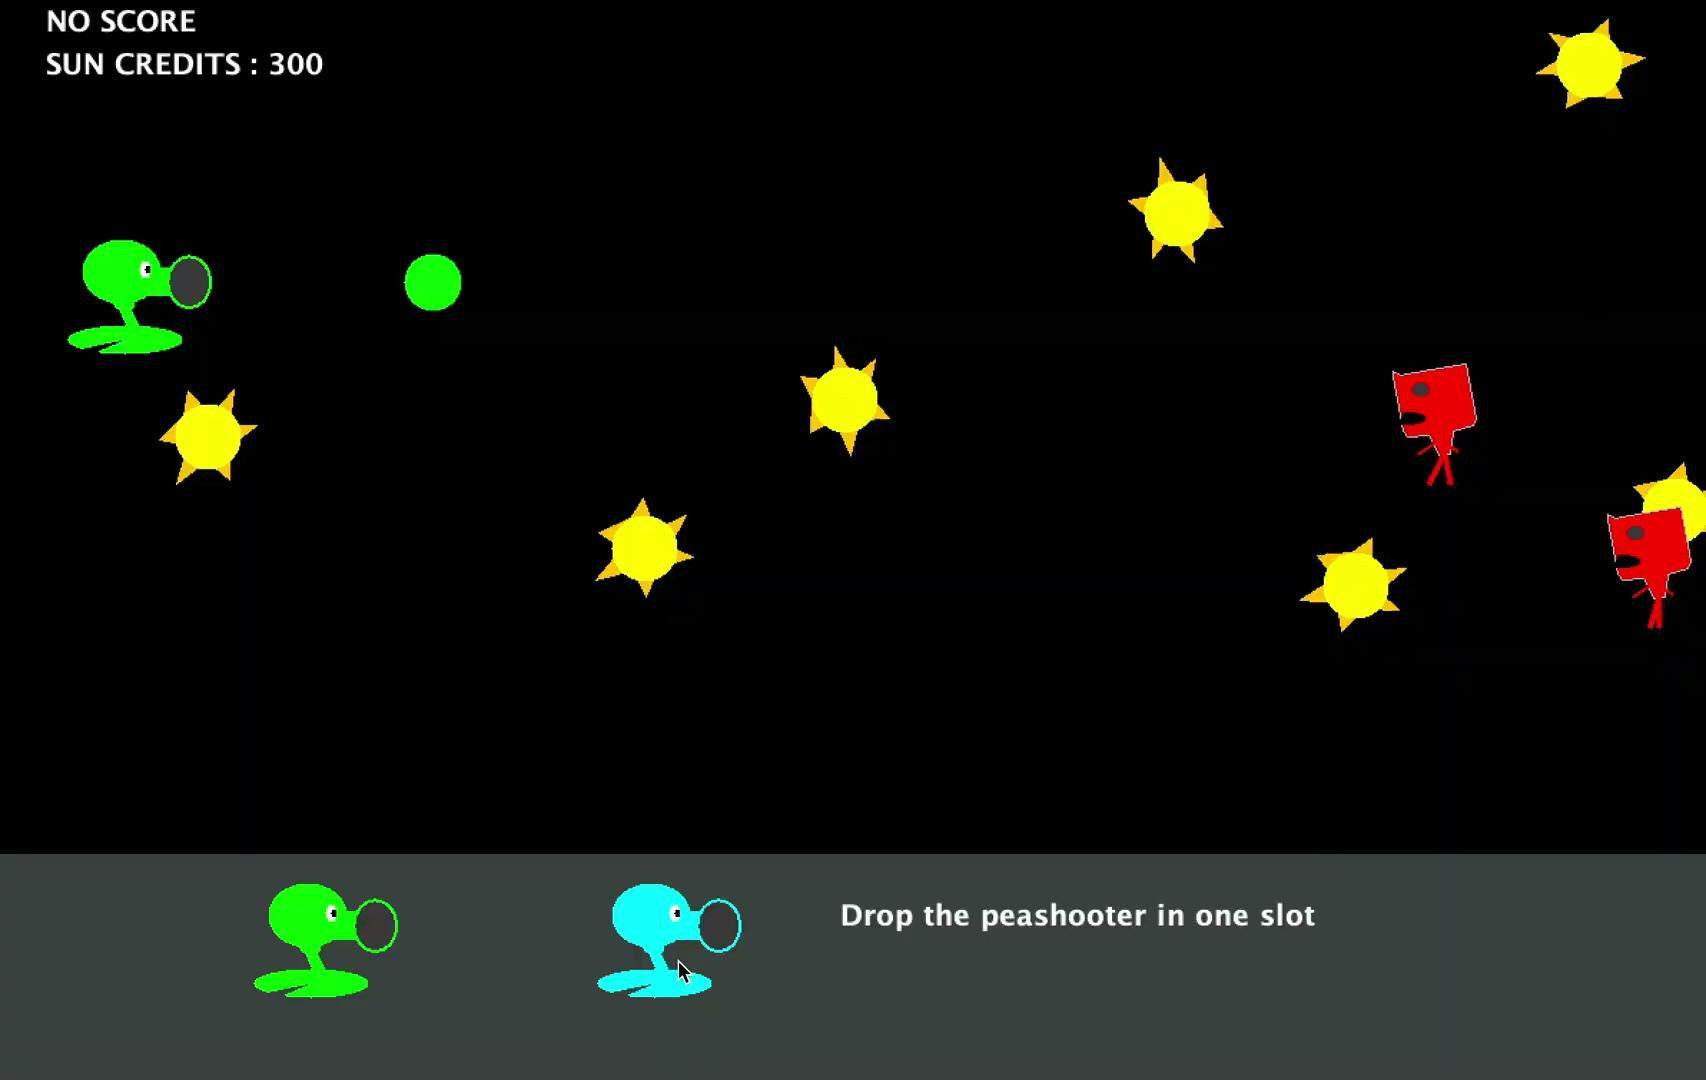 NO SCORE
SUN CREDITS : 300
Drop the peashooter in one slot